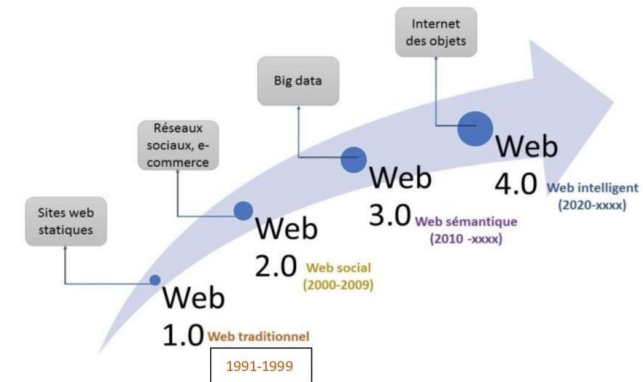 Internet
des objets
Big data
Réseaux
sociaux, e-
commerce
Sites web
statiques
Web
4.0 Web intelligent
(2020-xxxx)
Web
3.0 Web sémantique
(2010 -xxxx)
Web
2.0 Web social
(2000-2009)
Web
1.0 Web traditionnel
1991-1999